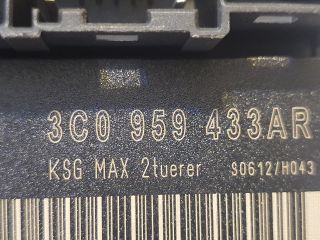 3C0 959 433AR
KSG MAX 2tuerer S0612/H043